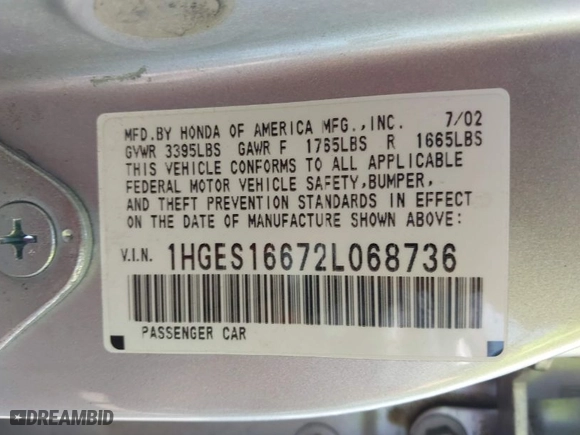 MFD.BY HONDA OF AMERICA MFG.,INC. 7/02
GVWR 3395LBS GAWR F 1765LBS R 1665LBS
THIS VEHICLE CONFORMS TO ALL APPLICABLE
FEDERAL MOTOR VEHICLE SAFETY,BUMPER,
AND THEFT PREVENTION STANDARDS IN EFFECT
ON THE DATE OF MANUFACTURE SHOWN ABOVE:
V.I.N. 1HGES16672L068736
PASSENGER CAR
DREAMBID